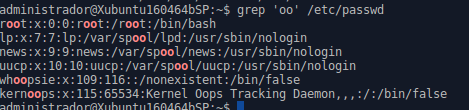 administrador@Xubuntu160464bSP:~$ grep 'oo' /etc/passwd
root:x:0:0:root:/root:/bin/bash
lp:x:7:7:lp:/var/spool/lpd:/usr/sbin/nologin
news:x:9:9:news:/var/spool/news:/usr/sbin/nologin
uucp:x:10:10:uucp:/var/spool/uucp:/usr/sbin/nologin
whoopsie:x:109:116::/nonexistent:/bin/false
kernoops:x:115:65534:Kernel Oops Tracking Daemon,,,:/:/bin/false
administrador@Xubuntu160464bSP:~$